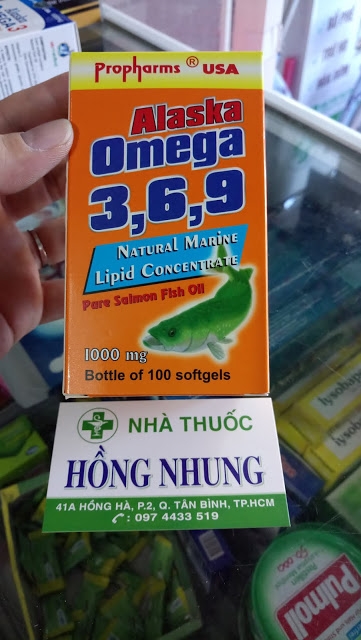 Propharms ® USA
Alaska
Omega
3,6,9
NATURAL MARINE
LIPID CONCENTRATE
Pare Salmon Fish Oil
1000 mg
Bottle of 100 softgels
NHÀ THUỐC
HỒNG NHUNG
41A HỒNG HÀ, P.2, Q. TÂN BÌNH, TP.HCM
: 097 4433 519
Pulmoll